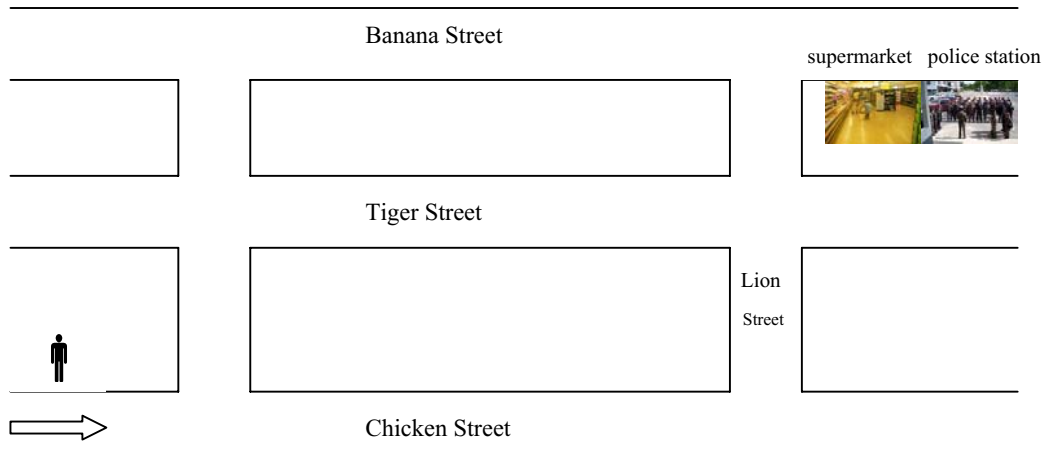 Banana Street
supermarket police station
Tiger Street
Lion
Street
Chicken Street